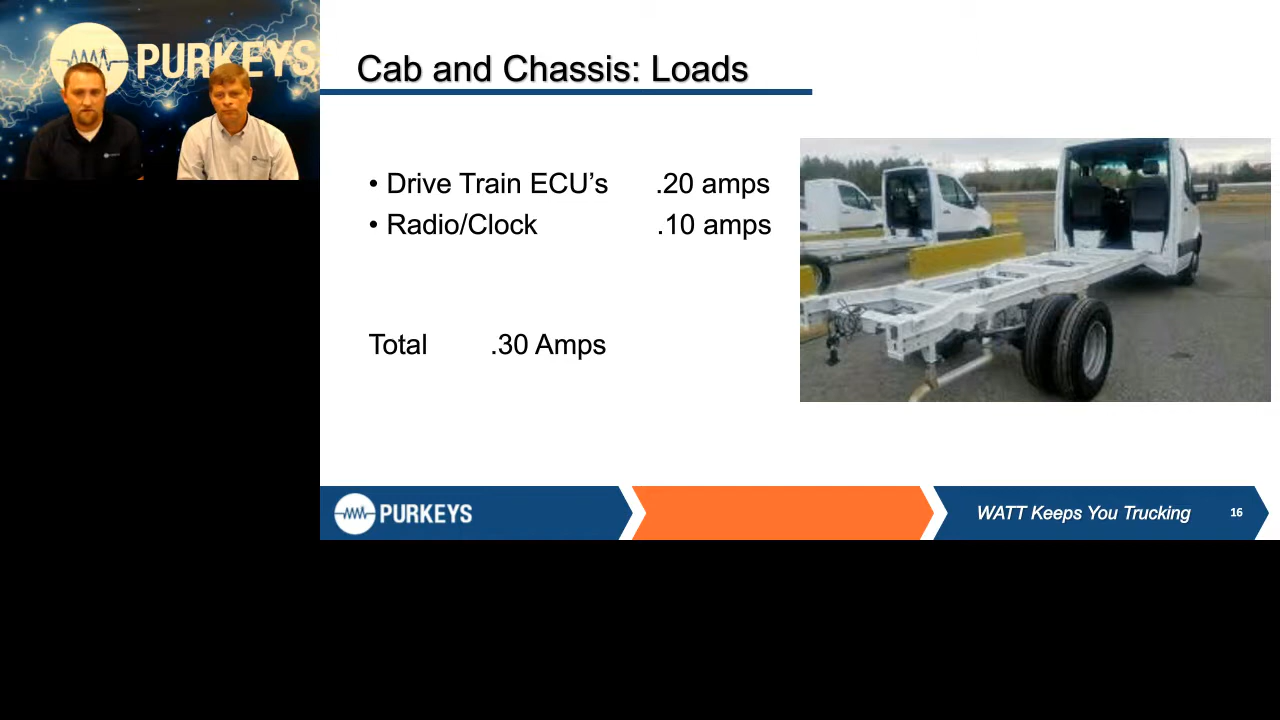 PURKEYS
Cab and Chassis: Loads
• Drive Train ECU’s .20 amps
• Radio/Clock .10 amps
Total .30 Amps
PURKEYS
WATT Keeps You Trucking 16